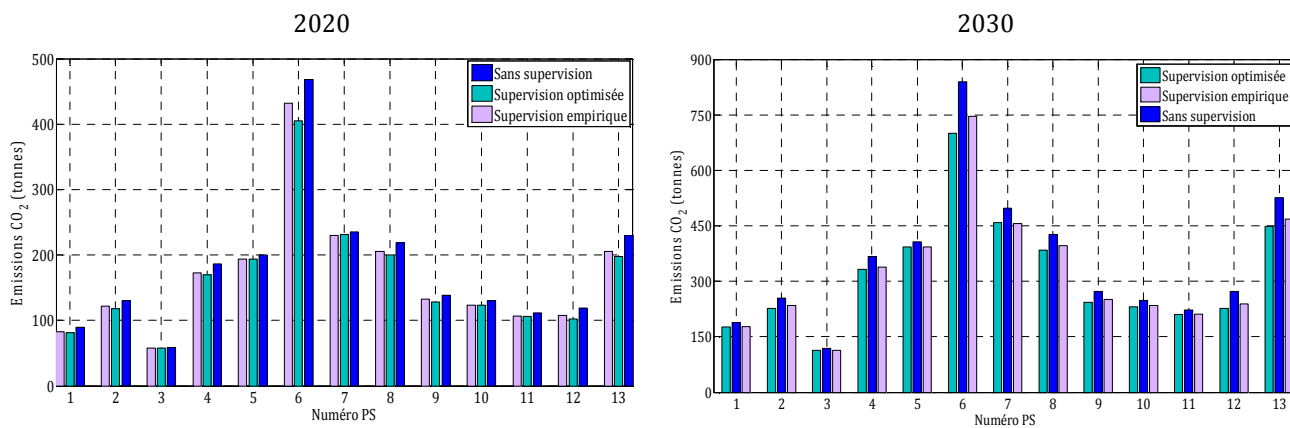 2020
500
400
300
200
100
0
Emissions CO2 (tonnes)
Sans supervision
Supervision optimisée
Supervision empirique
1 2 3 4 5 6 7 8 9 10 11 12 13
Numéro PS
2030
900
750
600
450
300
150
0
Emissions CO2 (tonnes)
Supervision optimisée
Supervision empirique
Sans supervision
1 2 3 4 5 6 7 8 9 10 11 12 13
Numéro PS